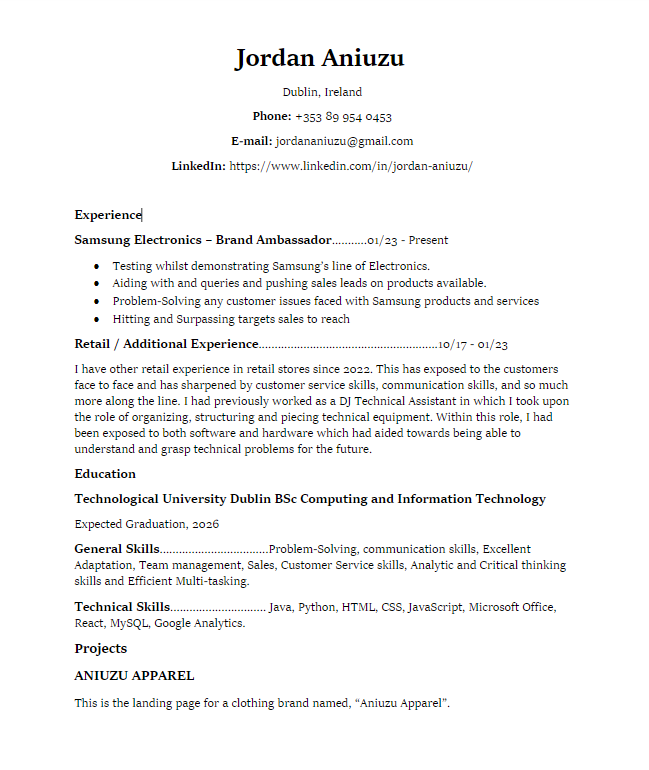 Jordan Aniuzu
Dublin, Ireland
Phone: +353 89 954 0453
E-mail: jordananiuzu@gmail.com
LinkedIn: https://www.linkedin.com/in/jordan-aniuzu/
Experience
Samsung Electronics – Brand Ambassador...........01/23 - Present
● Testing whilst demonstrating Samsung's line of Electronics.
● Aiding with and queries and pushing sales leads on products available.
● Problem-Solving any customer issues faced with Samsung products and services
● Hitting and Surpassing targets sales to reach
Retail / Additional Experience.......................................................10/17 - 01/23
I have other retail experience in retail stores since 2022. This has exposed to the customers
face to face and has sharpened by customer service skills, communication skills, and so much
more along the line. I had previously worked as a DJ Technical Assistant in which I took upon
the role of organizing, structuring and piecing technical equipment. Within this role, I had
been exposed to both software and hardware which had aided towards being able to
understand and grasp technical problems for the future.
Education
Technological University Dublin BSc Computing and Information Technology
Expected Graduation, 2026
General Skills..................................Problem-Solving, communication skills, Excellent
Adaptation, Team management, Sales, Customer Service skills, Analytic and Critical thinking
skills and Efficient Multi-tasking.
Technical Skills.............................. Java, Python, HTML, CSS, JavaScript, Microsoft Office,
React, MySQL, Google Analytics.
Projects
ANIUZU APPAREL
This is the landing page for a clothing brand named, “Aniuzu Apparel”.